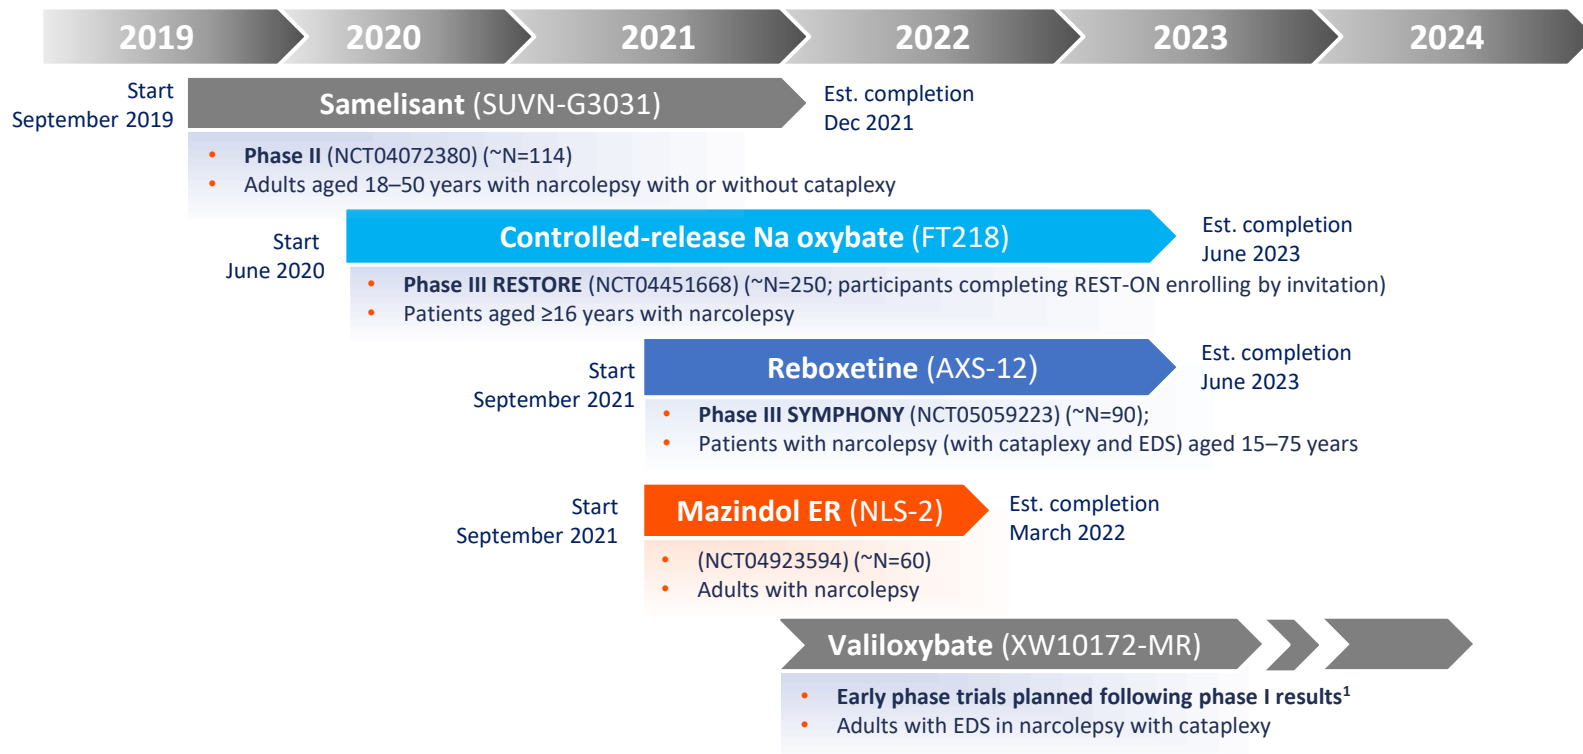 2019 2020 2021 2022 2023 2024
Start
September 2019
Samelisant (SUVN-G3031)
Est. completion
Dec 2021
• Phase II (NCT04072380) (~N=114)
• Adults aged 18–50 years with narcolepsy with or without cataplexy
Start
June 2020
Controlled-release Na oxybate (FT218)
Est. completion
June 2023
• Phase III RESTORE (NCT04451668) (~N=250; participants completing REST-ON enrolling by invitation)
• Patients aged ≥16 years with narcolepsy
Start
September 2021
Reboxetine (AXS-12)
Est. completion
June 2023
• Phase III SYMPHONY (NCT05059223) (~N=90);
• Patients with narcolepsy (with cataplexy and EDS) aged 15–75 years
Start
September 2021
Mazindol ER (NLS-2)
Est. completion
March 2022
• (NCT04923594) (~N=60)
• Adults with narcolepsy
Valiloxybate (XW10172-MR)
• Early phase trials planned following phase I results¹
• Adults with EDS in narcolepsy with cataplexy